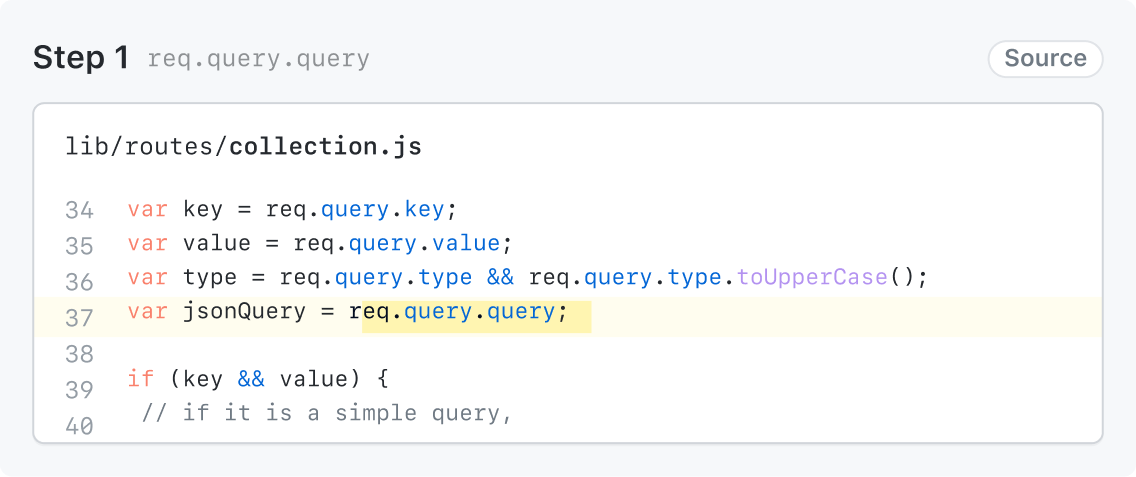 Step 1 req.query.query Source
lib/routes/collection.js
34 var key = req.query.key;
35 var value = req.query.value;
36 var type = req.query.type && req.query.type.toUpperCase();
37 var jsonQuery = req.query.query;
38
39 if (key && value) {
40 // if it is a simple query,